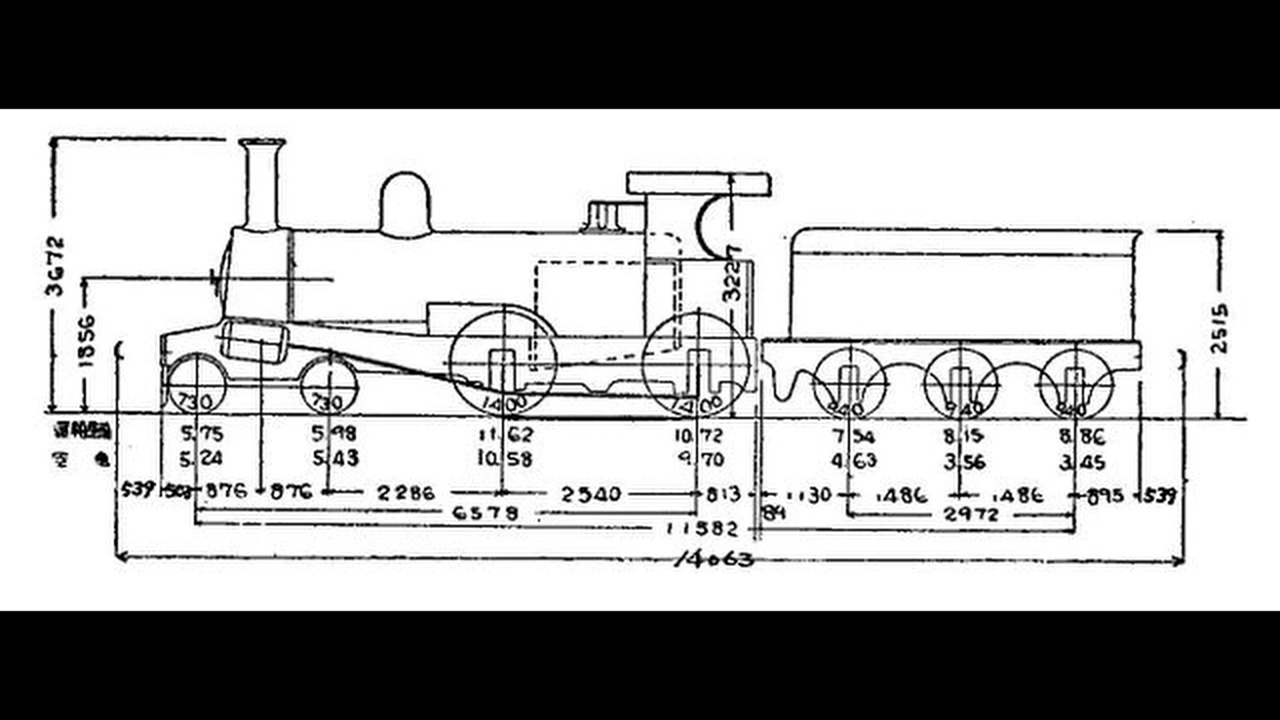 3672
1856
3227
2515
730 730 1400 1400 940 940 940
5.75 5.98 11.62 10.72 7.54 8.15 8.86
5.24 5.43 10.58 9.70 4.63 3.56 3.45
539 503 876 876 2286 2540 813 1130 1486 1486 895 539
89
6578 2972
11582
14063